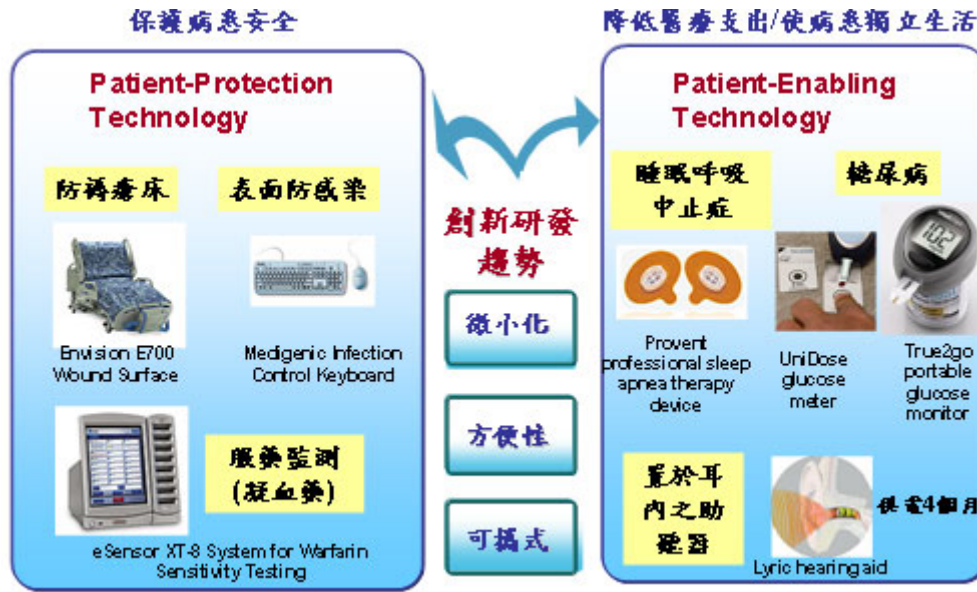 保護病患安全
降低醫療支出/使病患獨立生活
Patient-Protection
Technology
防褥瘡床
表面防感染
Envision E700
Wound Surface
Medigenic Infection
Control Keyboard
服藥監測
(凝血藥)
eSensor XT-8 System for Warfarin
Sensitivity Testing
創新研發
趨勢
微小化
方便性
可攜式
Patient-Enabling
Technology
睡眠呼吸
中止症
糖尿病
102
Provent
professional sleep
apnea therapy
device
UniDose
glucose
meter
True2go
portable
glucose
monitor
置於耳
內之助
聽器
供電4個月
Lyric hearing aid